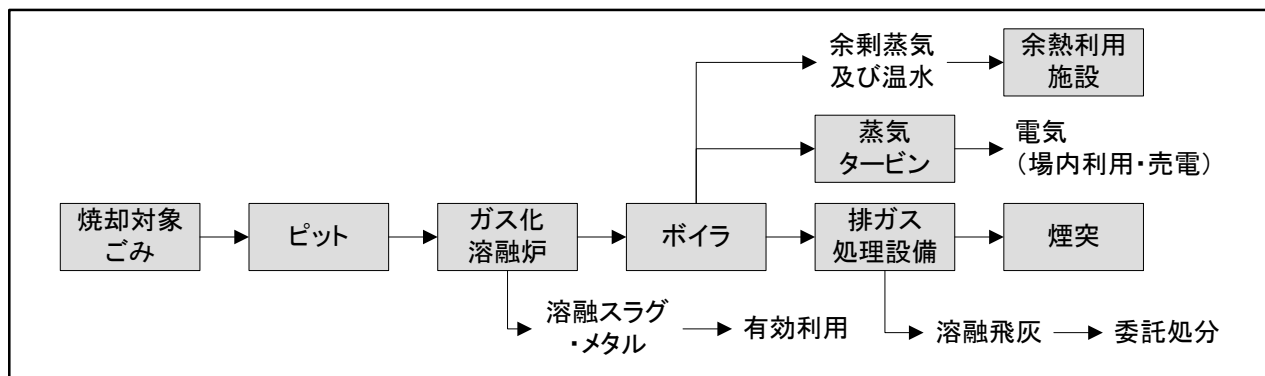 余剰蒸気
及び温水
余熱利用
施設
蒸気
タービン
電気
（場内利用・売電）
焼却対象
ごみ
ピット
ガス化
溶融炉
ボイラ
排ガス
処理設備
煙突
溶融スラグ
・メタル
有効利用
溶融飛灰
委託処分